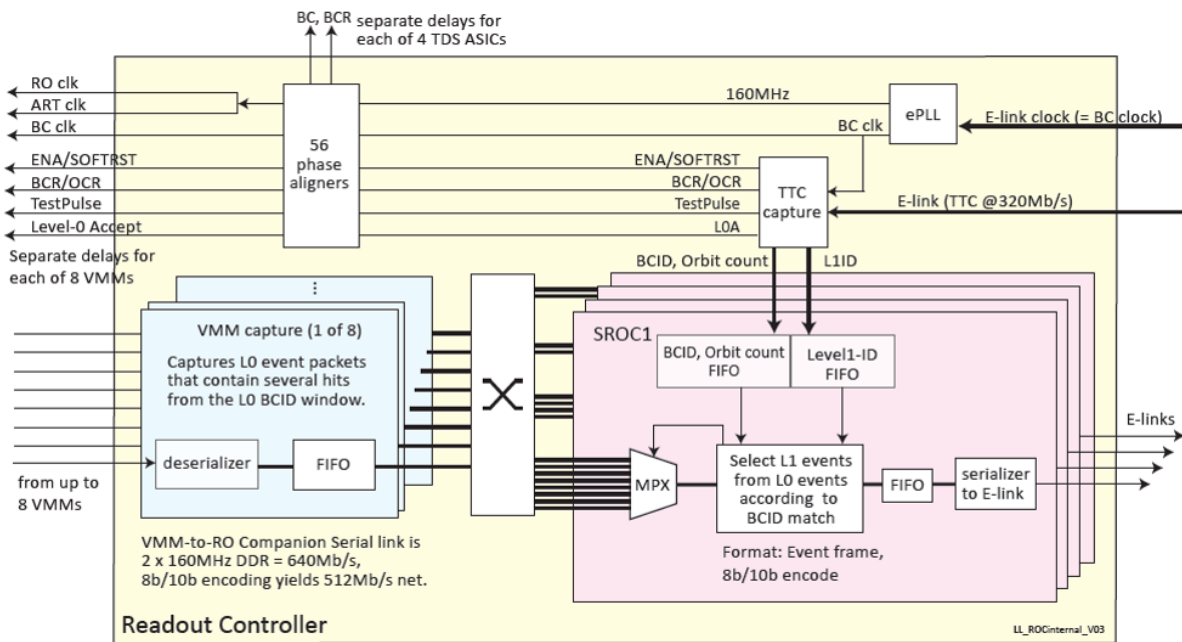 BC, BCR
separate delays for
each of 4 TDS ASICs
RO clk
ART clk
BC clk
160MHz
BC clk
ePLL
E-link clock (= BC clock)
56
phase
aligners
ENA/SOFTRST
BCR/OCR
TestPulse
Level-0 Accept
ENA/SOFTRST
BCR/OCR
TestPulse
L0A
TTC
capture
E-link (TTC @320Mb/s)
Separate delays for
each of 8 VMMs
BCID, Orbit count
L1ID
⋮
VMM capture (1 of 8)
Captures L0 event packets
that contain several hits
from the L0 BCID window.
deserializer
FIFO
from up to
8 VMMs
SROC1
BCID, Orbit count
FIFO
Level1-ID
FIFO
MPX
Select L1 events
from L0 events
according to
BCID match
FIFO
serializer
to E-link
E-links
Format: Event frame,
8b/10b encode
VMM-to-RO Companion Serial link is
2 x 160MHz DDR = 640Mb/s,
8b/10b encoding yields 512Mb/s net.
Readout Controller
LL_ROCinternal_V03